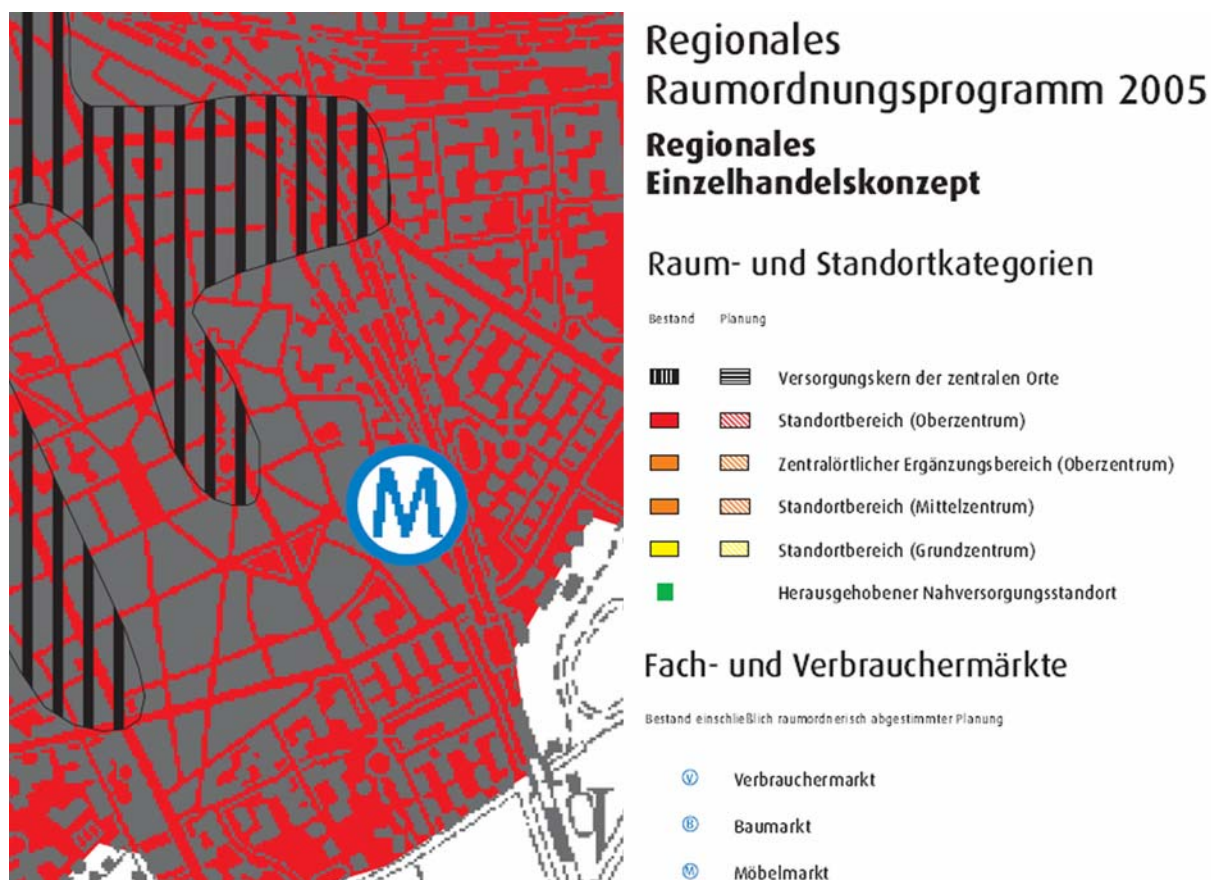 M
Regionales
Raumordnungsprogramm 2005
Regionales
Einzelhandelskonzept
Raum- und Standortkategorien
Bestand Planung
Versorgungskern der zentralen Orte
Standortbereich (Oberzentrum)
Zentralörtlicher Ergänzungsbereich (Oberzentrum)
Standortbereich (Mittelzentrum)
Standortbereich (Grundzentrum)
Herausgehobener Nahversorgungsstandort
Fach- und Verbrauchermärkte
Bestand einschließlich raumordnerisch abgestimmter Planung
V Verbrauchermarkt
B Baumarkt
M Möbelmarkt